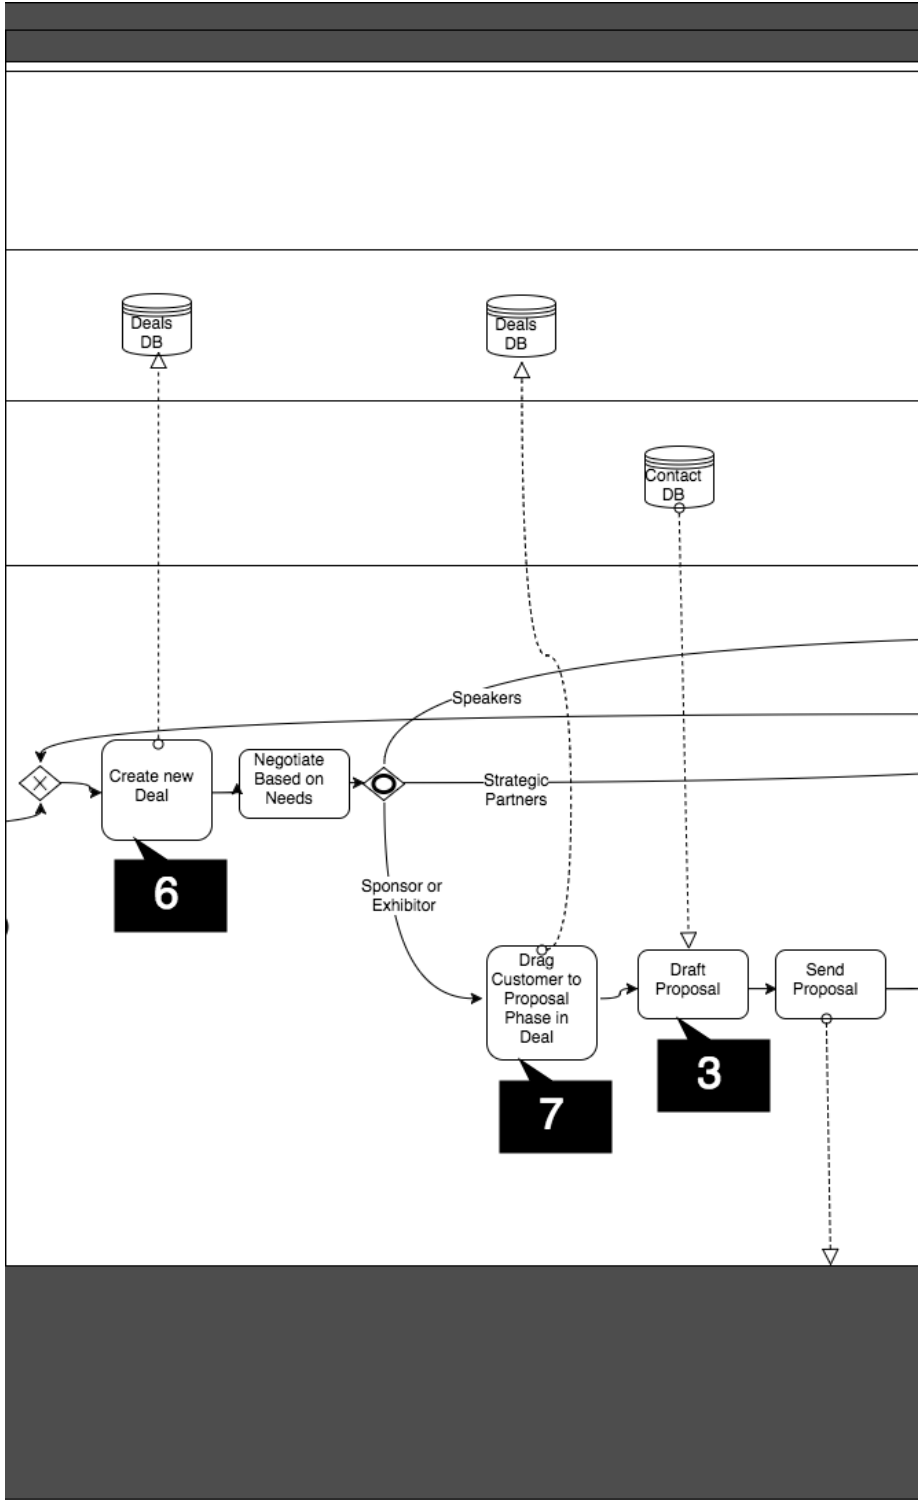 Deals
DB
Deals
DB
Contact
DB
Speakers
Create new
Deal
Negotiate
Based on
Needs
Strategic
Partners
6
Sponsor or
Exhibitor
Drag
Customer to
Proposal
Phase in
Deal
Draft
Proposal
Send
Proposal
7
3